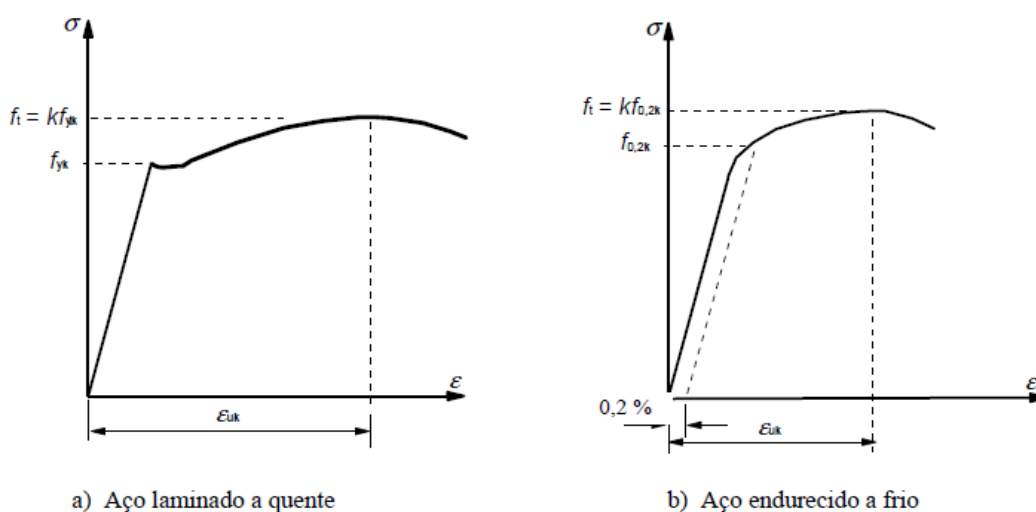 σ
f_t = kf_yk
f_yk
ε
ε_uk
a) Aço laminado a quente
σ
f_t = kf_0,2k
f_0,2k
ε
0,2 %
ε_uk
b) Aço endurecido a frio